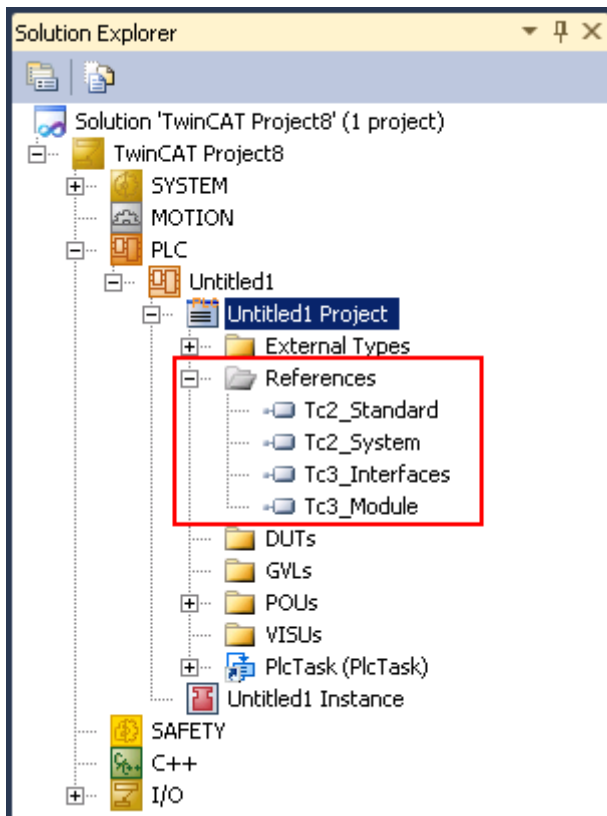 Solution Explorer
Solution 'TwinCAT Project8' (1 project)
TwinCAT Project8
SYSTEM
MOTION
PLC
Untitled1
Untitled1 Project
External Types
References
Tc2_Standard
Tc2_System
Tc3_Interfaces
Tc3_Module
DUTs
GVLs
POUs
VISUs
PlcTask (PlcTask)
Untitled1 Instance
SAFETY
C++
I/O